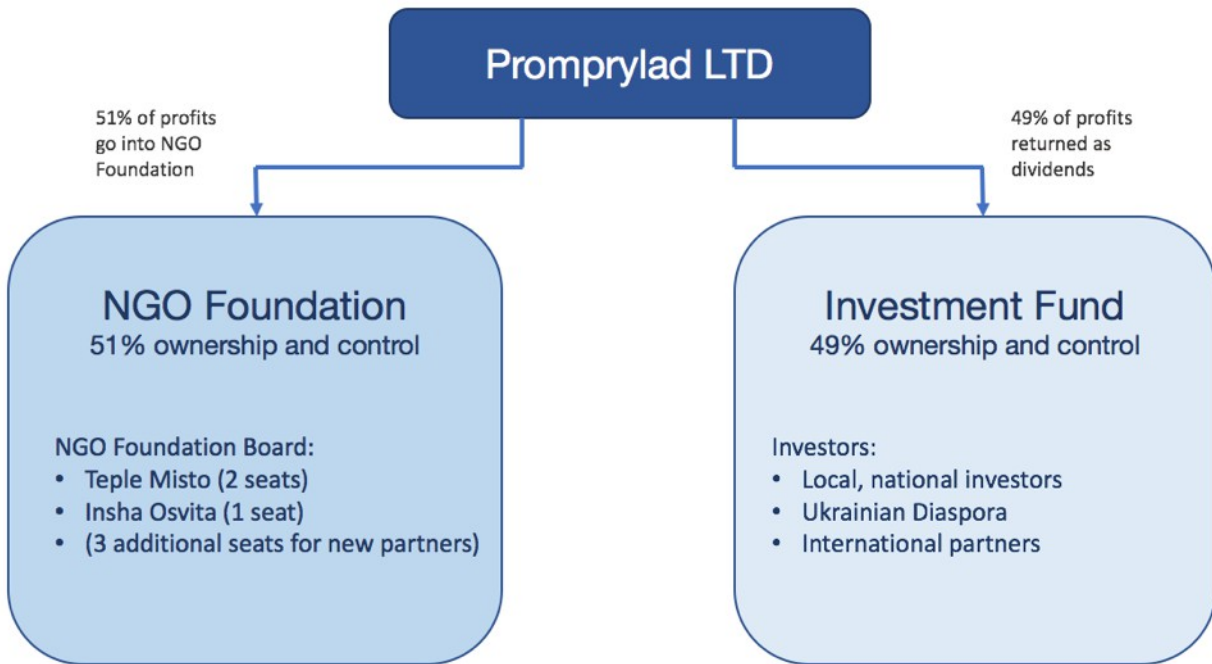 Promprylad LTD
51% of profits
go into NGO
Foundation
49% of profits
returned as
dividends
NGO Foundation
51% ownership and control
NGO Foundation Board:
• Teple Misto (2 seats)
• Insha Osvita (1 seat)
• (3 additional seats for new partners)
Investment Fund
49% ownership and control
Investors:
• Local, national investors
• Ukrainian Diaspora
• International partners